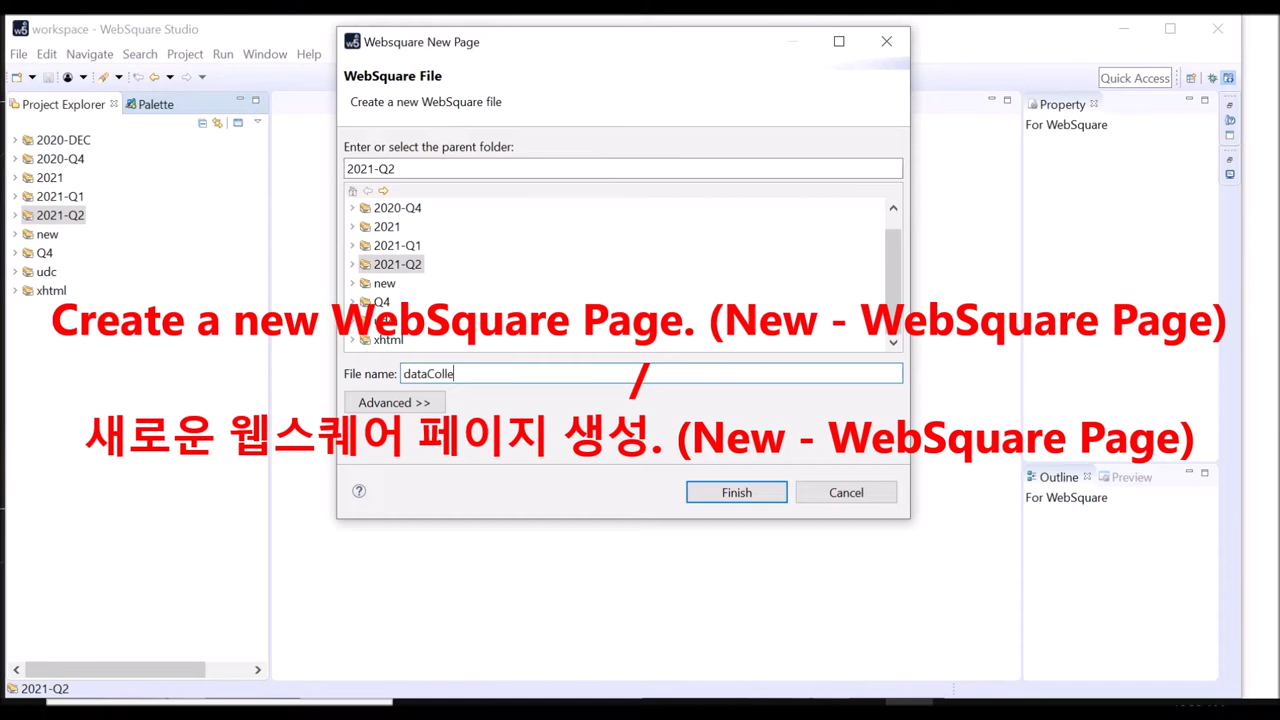 workspace - WebSquare Studio
File Edit Navigate Search Project Run Window Help
Quick Access
Project Explorer
Palette
2020-DEC
2020-Q4
2021
2021-Q1
2021-Q2
new
Q4
udc
xhtml
2021-Q2
Websquare New Page
WebSquare File
Create a new WebSquare file
Enter or select the parent folder:
2021-Q2
2020-Q4
2021
2021-Q1
2021-Q2
new
Q4
xhtml
File name: dataColle
Advanced >>
Finish
Cancel
Create a new WebSquare Page. (New - WebSquare Page)
/
새로운 웹스퀘어 페이지 생성. (New - WebSquare Page)
Property
For WebSquare
Outline
Preview
For WebSquare